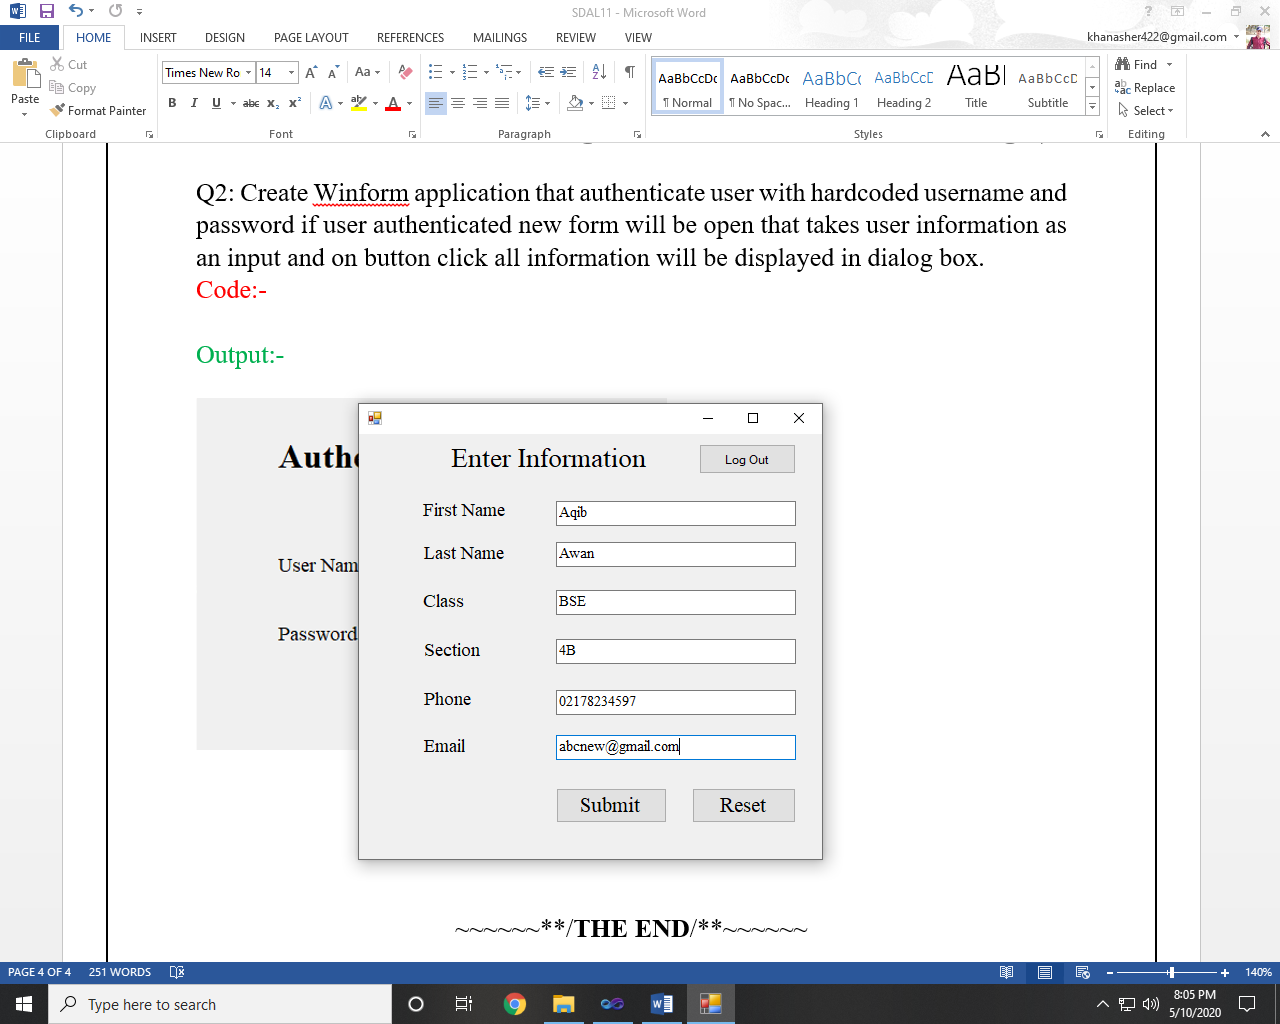 SDAL11 - Microsoft Word
FILE HOME INSERT DESIGN PAGE LAYOUT REFERENCES MAILINGS REVIEW VIEW khanasher422@gmail.com
Paste Cut Copy Format Painter
Clipboard
Times New Ro 14
Font
Paragraph
AaBbCcDc AaBbCcDc AaBbCc AaBbCcC AaBl AaBbCcD
¶ Normal ¶ No Spac... Heading 1 Heading 2 Title Subtitle
Styles
Find
Replace
Select
Editing
Q2: Create Winform application that authenticate user with hardcoded username and
password if user authenticated new form will be open that takes user information as
an input and on button click all information will be displayed in dialog box.
Code:-
Output:-
User Nam
Password
Enter Information
Log Out
First Name Aqib
Last Name Awan
Class BSE
Section 4B
Phone 02178234597
Email abcnew@gmail.com
Submit Reset
~~~~~~**/THE END/**~~~~~~
PAGE 4 OF 4 251 WORDS 140%
Type here to search
8:05 PM
5/10/2020